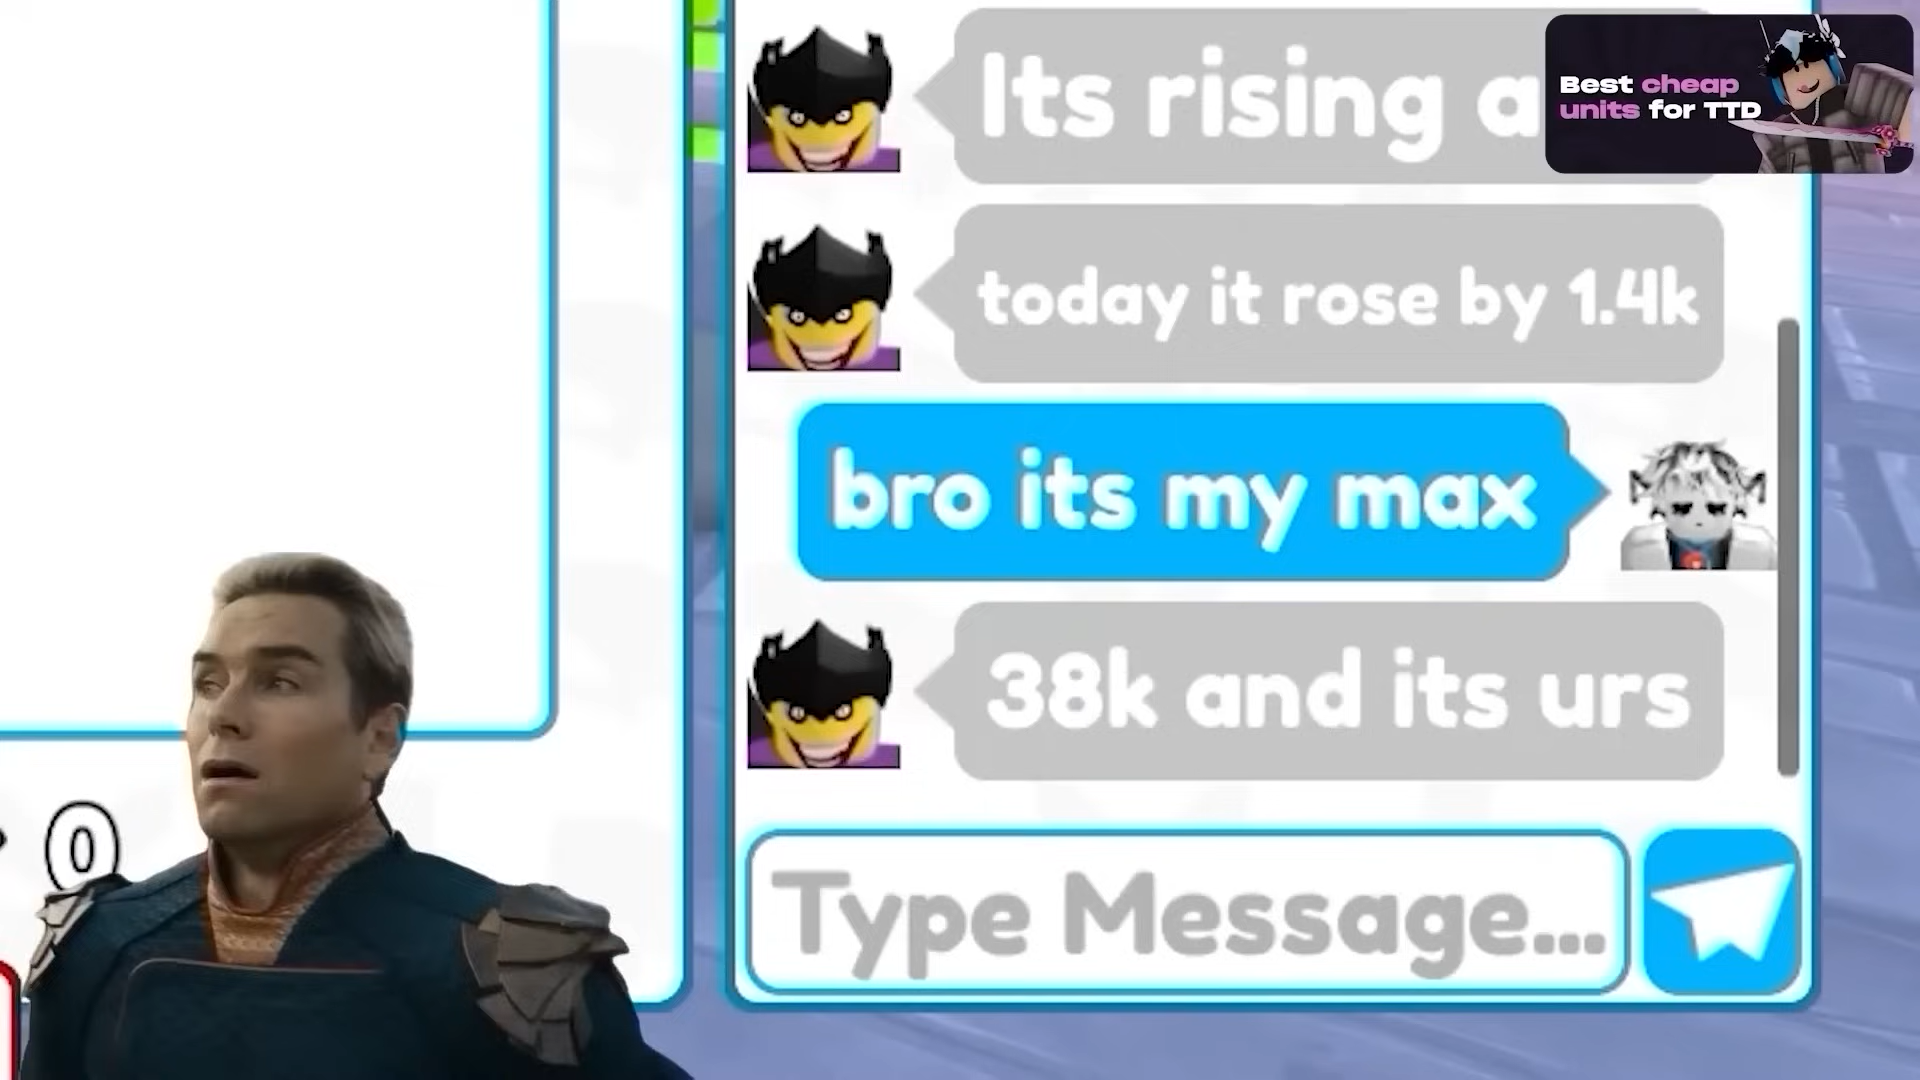 Its rising a
Best cheap
units for TTD
today it rose by 1.4k
bro its my max
38k and its urs
0
Type Message...